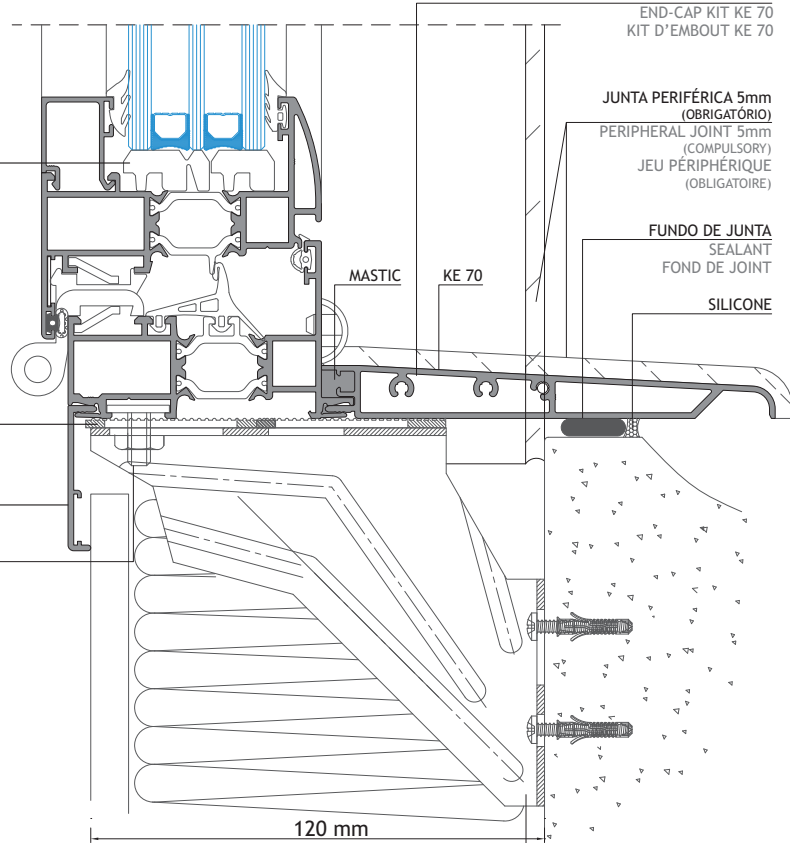 END-CAP KIT KE 70
KIT D'EMBOUT KE 70
JUNTA PERIFÉRICA 5mm
(OBRIGATÓRIO)
PERIPHERAL JOINT 5mm
(COMPULSORY)
JEU PÉRIPHÉRIQUE
(OBLIGATOIRE)
FUNDO DE JUNTA
SEALANT
FOND DE JOINT
MASTIC
KE 70
SILICONE
120 mm